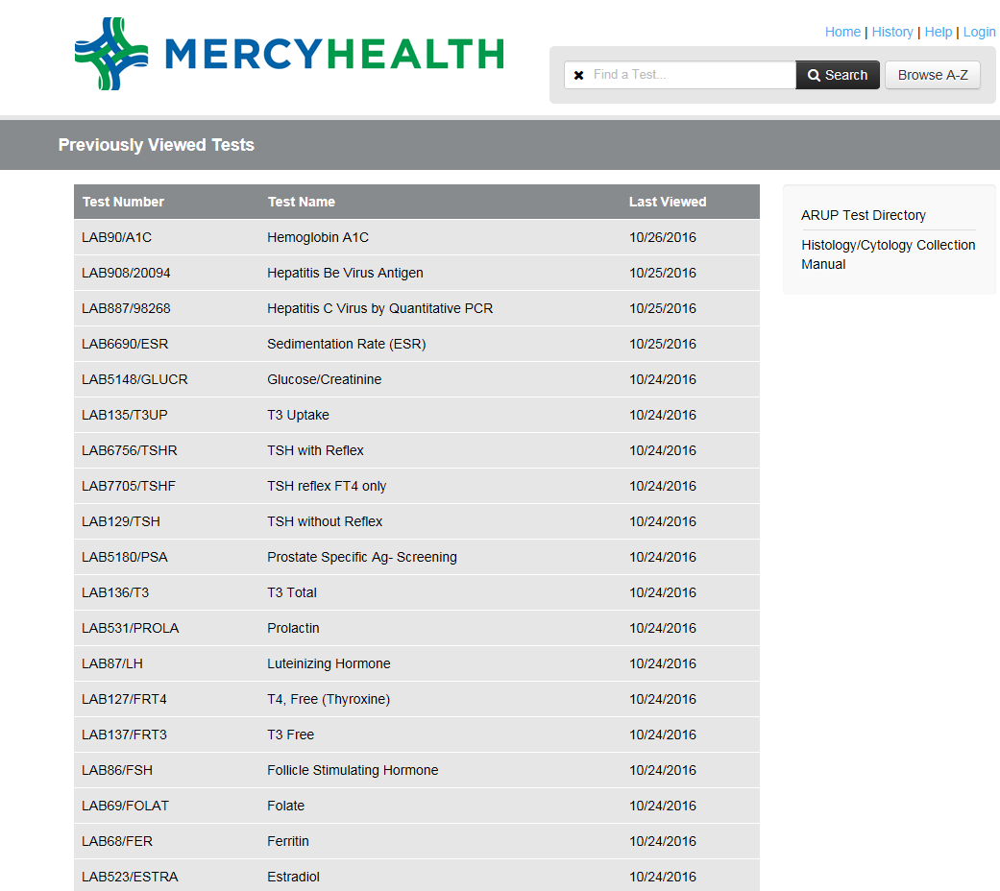 MERCYHEALTH
Home | History | Help | Login
✖ Find a Test... Search Browse A-Z
Previously Viewed Tests
Test Number Test Name Last Viewed
LAB90/A1C Hemoglobin A1C 10/26/2016
LAB908/20094 Hepatitis Be Virus Antigen 10/25/2016
LAB887/98268 Hepatitis C Virus by Quantitative PCR 10/25/2016
LAB6690/ESR Sedimentation Rate (ESR) 10/25/2016
LAB5148/GLUCR Glucose/Creatinine 10/24/2016
LAB135/T3UP T3 Uptake 10/24/2016
LAB6756/TSHR TSH with Reflex 10/24/2016
LAB7705/TSHF TSH reflex FT4 only 10/24/2016
LAB129/TSH TSH without Reflex 10/24/2016
LAB5180/PSA Prostate Specific Ag- Screening 10/24/2016
LAB136/T3 T3 Total 10/24/2016
LAB531/PROLA Prolactin 10/24/2016
LAB87/LH Luteinizing Hormone 10/24/2016
LAB127/FRT4 T4, Free (Thyroxine) 10/24/2016
LAB137/FRT3 T3 Free 10/24/2016
LAB86/FSH Follicle Stimulating Hormone 10/24/2016
LAB69/FOLAT Folate 10/24/2016
LAB68/FER Ferritin 10/24/2016
LAB523/ESTRA Estradiol 10/24/2016
ARUP Test Directory
Histology/Cytology Collection
Manual